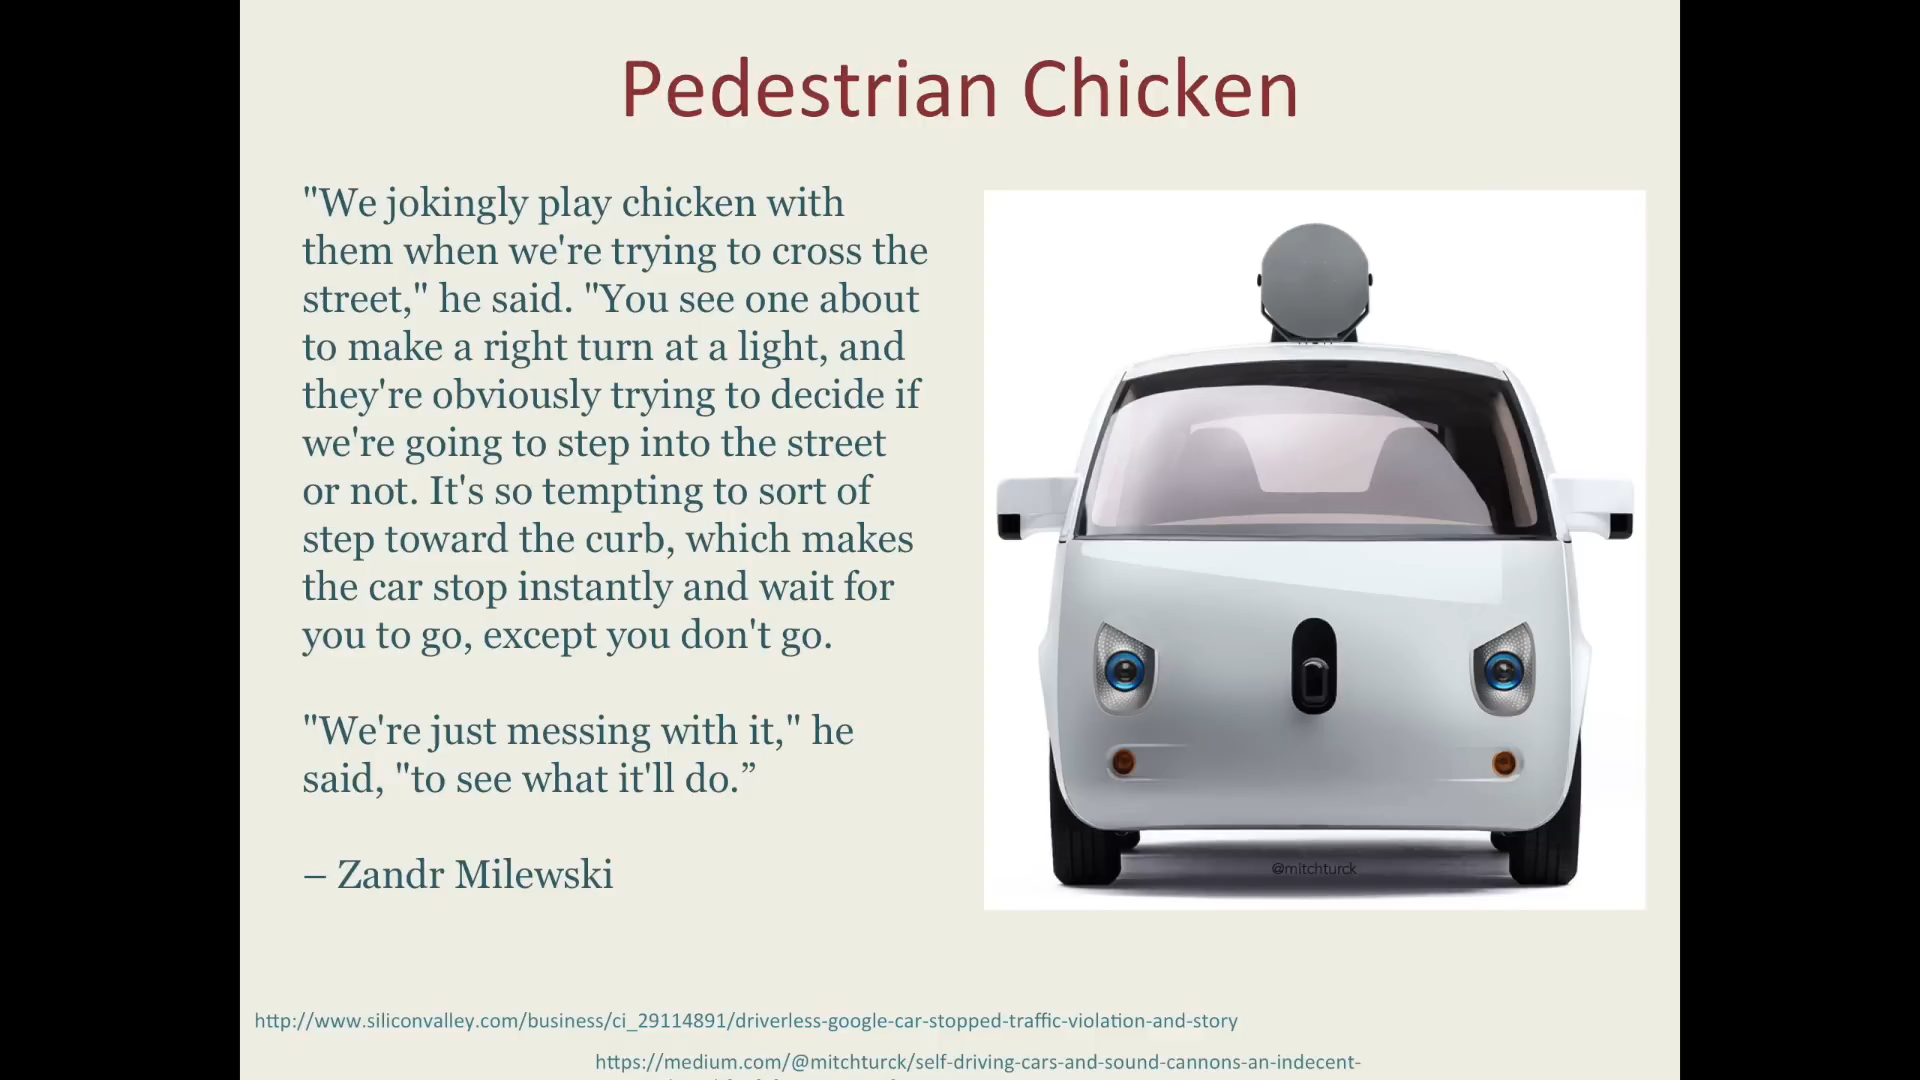 Pedestrian Chicken
"We jokingly play chicken with
them when we're trying to cross the
street," he said. "You see one about
to make a right turn at a light, and
they're obviously trying to decide if
we're going to step into the street
or not. It's so tempting to sort of
step toward the curb, which makes
the car stop instantly and wait for
you to go, except you don't go.
"We're just messing with it," he
said, "to see what it'll do.”
– Zandr Milewski
@mitchturck
http://www.siliconvalley.com/business/ci_29114891/driverless-google-car-stopped-traffic-violation-and-story
https://medium.com/@mitchturck/self-driving-cars-and-sound-cannons-an-indecent-